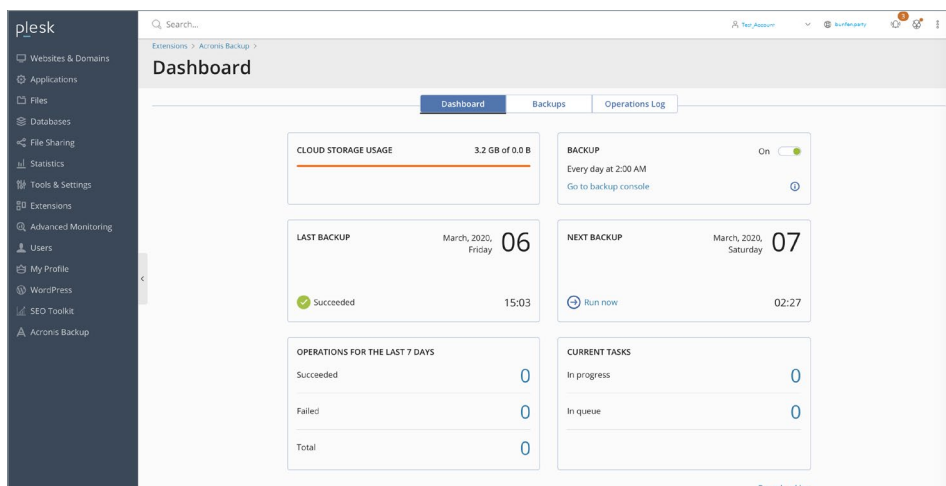 plesk
Search...
Test_Account
3
Extensions > Acronis Backup >
Dashboard
Websites & Domains
Applications
Files
Databases
File Sharing
Statistics
Tools & Settings
Extensions
Advanced Monitoring
Users
My Profile
WordPress
SEO Toolkit
Acronis Backup
Dashboard Backups Operations Log
CLOUD STORAGE USAGE 3.2 GB of 0.0 B
BACKUP On
Every day at 2:00 AM
Go to backup console
LAST BACKUP March, 2020, Friday 06
Succeeded 15:03
NEXT BACKUP March, 2020, Saturday 07
Run now 02:27
OPERATIONS FOR THE LAST 7 DAYS
Succeeded 0
Failed 0
Total 0
CURRENT TASKS
In progress 0
In queue 0